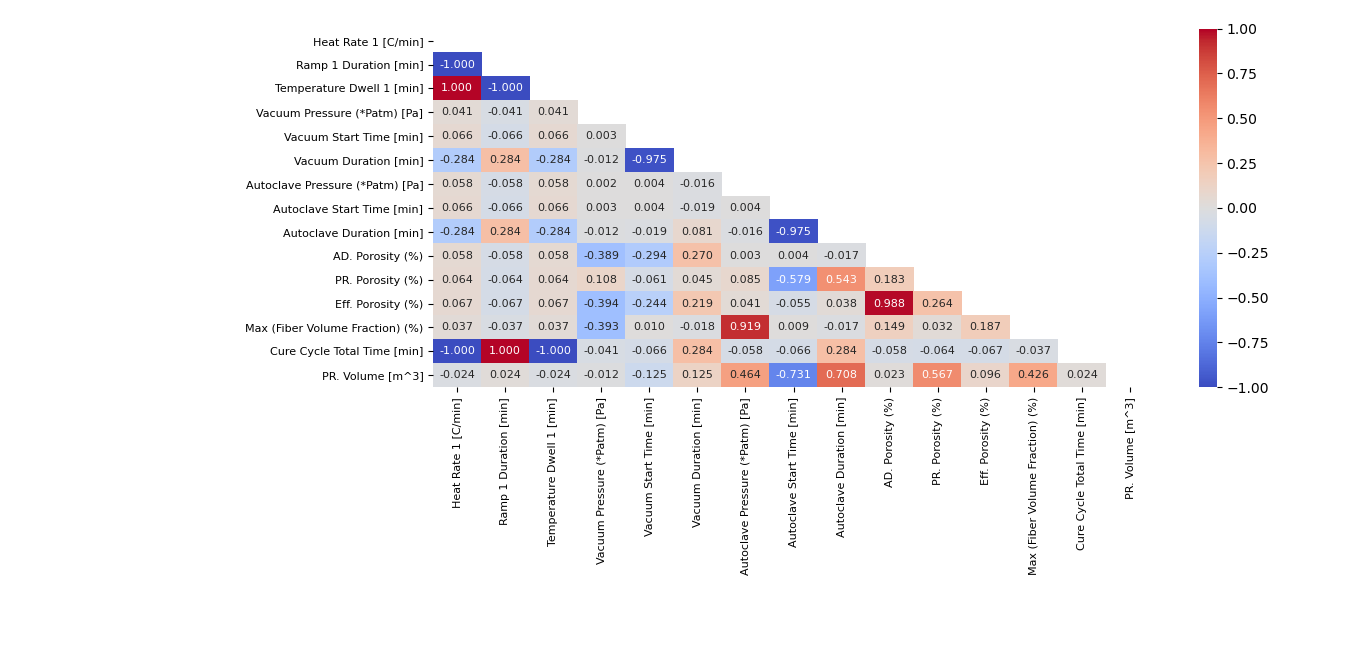 Heat Rate 1 [C/min]
Ramp 1 Duration [min] -1.000
Temperature Dwell 1 [min] 1.000 -1.000
Vacuum Pressure (*Patm) [Pa] 0.041 -0.041 0.041
Vacuum Start Time [min] 0.066 -0.066 0.066 0.003
Vacuum Duration [min] -0.284 0.284 -0.284 -0.012 -0.975
Autoclave Pressure (*Patm) [Pa] 0.058 -0.058 0.058 0.002 0.004 -0.016
Autoclave Start Time [min] 0.066 -0.066 0.066 0.003 0.004 -0.019 0.004
Autoclave Duration [min] -0.284 0.284 -0.284 -0.012 -0.019 0.081 -0.016 -0.975
AD. Porosity (%) 0.058 -0.058 0.058 -0.389 -0.294 0.270 0.003 0.004 -0.017
PR. Porosity (%) 0.064 -0.064 0.064 0.108 -0.061 0.045 0.085 -0.579 0.543 0.183
Eff. Porosity (%) 0.067 -0.067 0.067 -0.394 -0.244 0.219 0.041 -0.055 0.038 0.988 0.264
Max (Fiber Volume Fraction) (%) 0.037 -0.037 0.037 -0.393 0.010 -0.018 0.919 0.009 -0.017 0.149 0.032 0.187
Cure Cycle Total Time [min] -1.000 1.000 -1.000 -0.041 -0.066 0.284 -0.058 -0.066 0.284 -0.058 -0.064 -0.067 -0.037
PR. Volume [m^3] -0.024 0.024 -0.024 -0.012 -0.125 0.125 0.464 -0.731 0.708 0.023 0.567 0.096 0.426 0.024
Heat Rate 1 [C/min]
Ramp 1 Duration [min]
Temperature Dwell 1 [min]
Vacuum Pressure (*Patm) [Pa]
Vacuum Start Time [min]
Vacuum Duration [min]
Autoclave Pressure (*Patm) [Pa]
Autoclave Start Time [min]
Autoclave Duration [min]
AD. Porosity (%)
PR. Porosity (%)
Eff. Porosity (%)
Max (Fiber Volume Fraction) (%)
Cure Cycle Total Time [min]
PR. Volume [m^3]
1.00
0.75
0.50
0.25
0.00
−0.25
−0.50
−0.75
−1.00